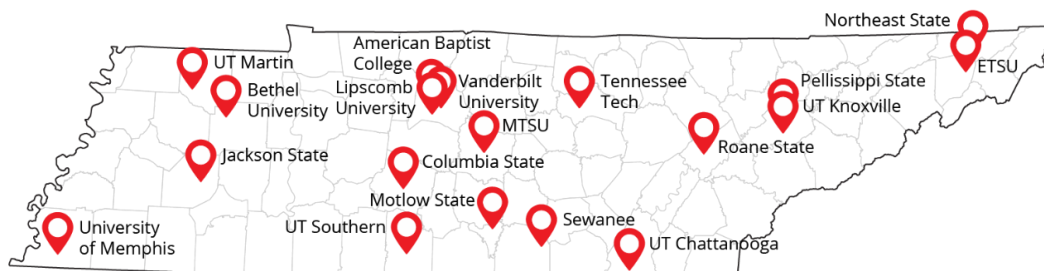 Northeast State
American Baptist
College
UT Martin
ETSU
Bethel
University
Lipscomb
University
Vanderbilt
University
Tennessee
Tech
Pellissippi State
UT Knoxville
MTSU
Roane State
Jackson State
Columbia State
Motlow State
University
of Memphis
UT Southern
Sewanee
UT Chattanooga